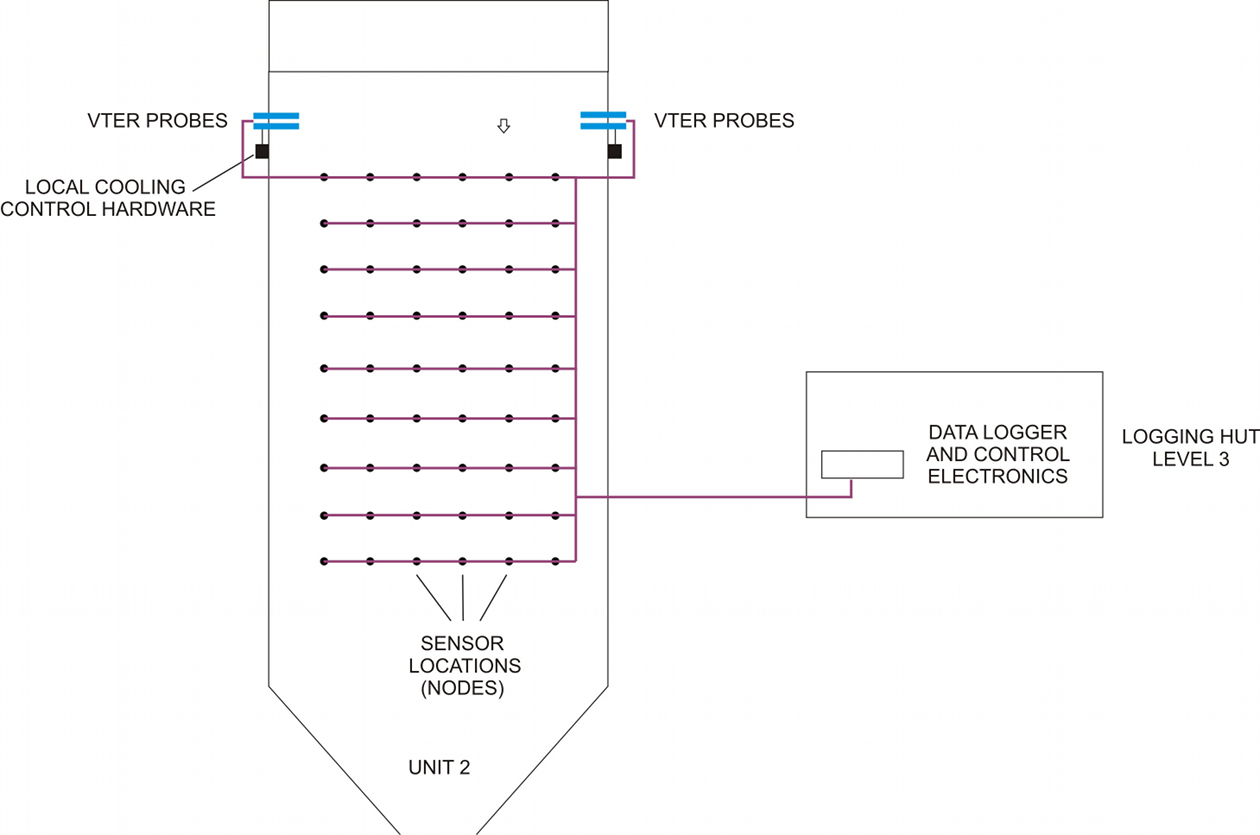 VTER PROBES
VTER PROBES
LOCAL COOLING
CONTROL HARDWARE
DATA LOGGER
AND CONTROL
ELECTRONICS
LOGGING HUT
LEVEL 3
SENSOR
LOCATIONS
(NODES)
UNIT 2